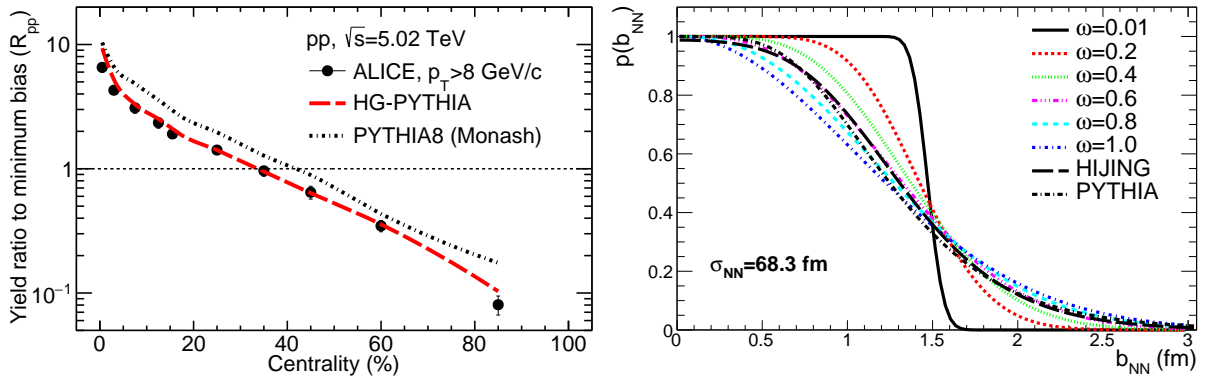 Yield ratio to minimum bias (R_pp)
10
1
10⁻¹
0 20 40 60 80 100
Centrality (%)
pp, √s=5.02 TeV
ALICE, p_T>8 GeV/c
HG-PYTHIA
PYTHIA8 (Monash)
p(b_NN)
1
0.8
0.6
0.4
0.2
0
0 0.5 1 1.5 2 2.5 3
b_NN (fm)
σ_NN=68.3 fm
ω=0.01
ω=0.2
ω=0.4
ω=0.6
ω=0.8
ω=1.0
HIJING
PYTHIA